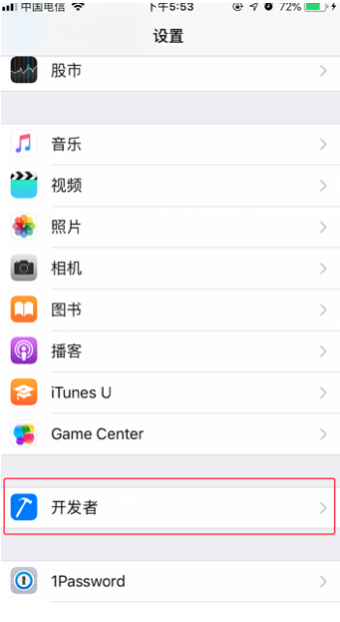 中国电信 下午5:53 72%
设置
股市
音乐
视频
照片
相机
图书
播客
iTunes U
Game Center
开发者
1Password